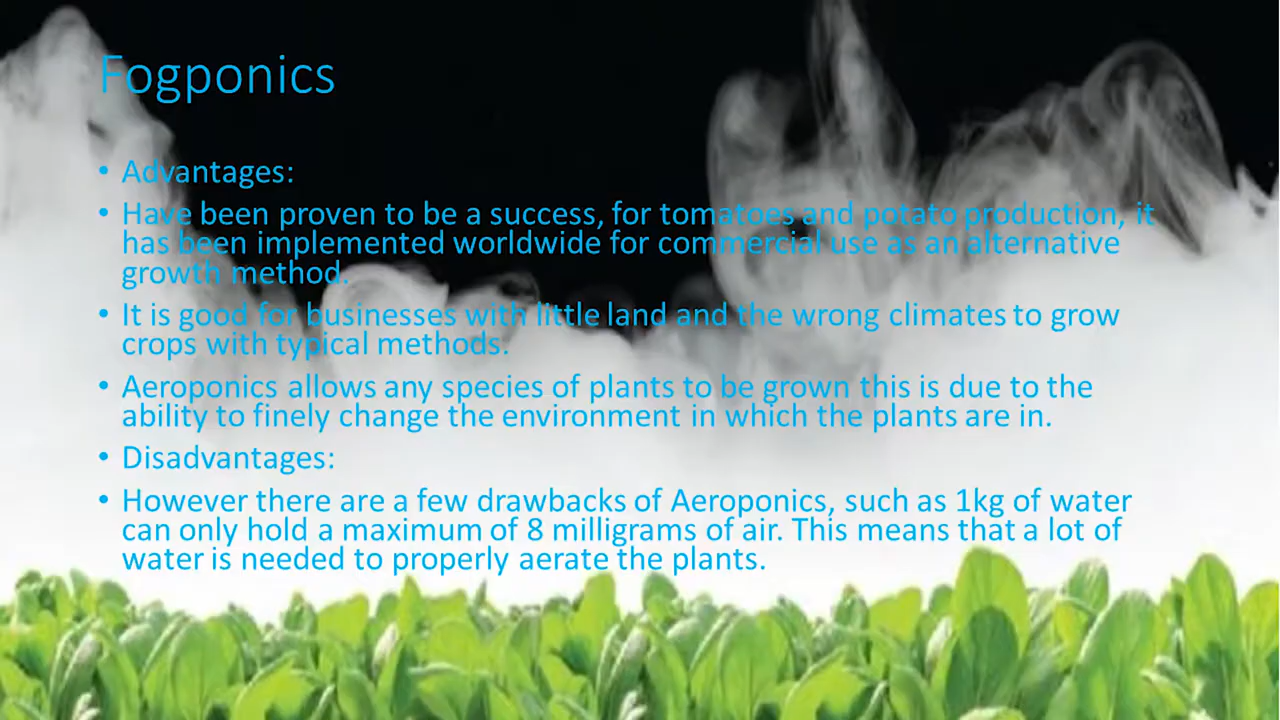 Fogponics
• Advantages:
• Have been proven to be a success, for tomatoes and potato production, it
has been implemented worldwide for commercial use as an alternative
growth method.
• It is good for businesses with little land and the wrong climates to grow
crops with typical methods.
• Aeroponics allows any species of plants to be grown this is due to the
ability to finely change the environment in which the plants are in.
• Disadvantages:
• However there are a few drawbacks of Aeroponics, such as 1kg of water
can only hold a maximum of 8 milligrams of air. This means that a lot of
water is needed to properly aerate the plants.